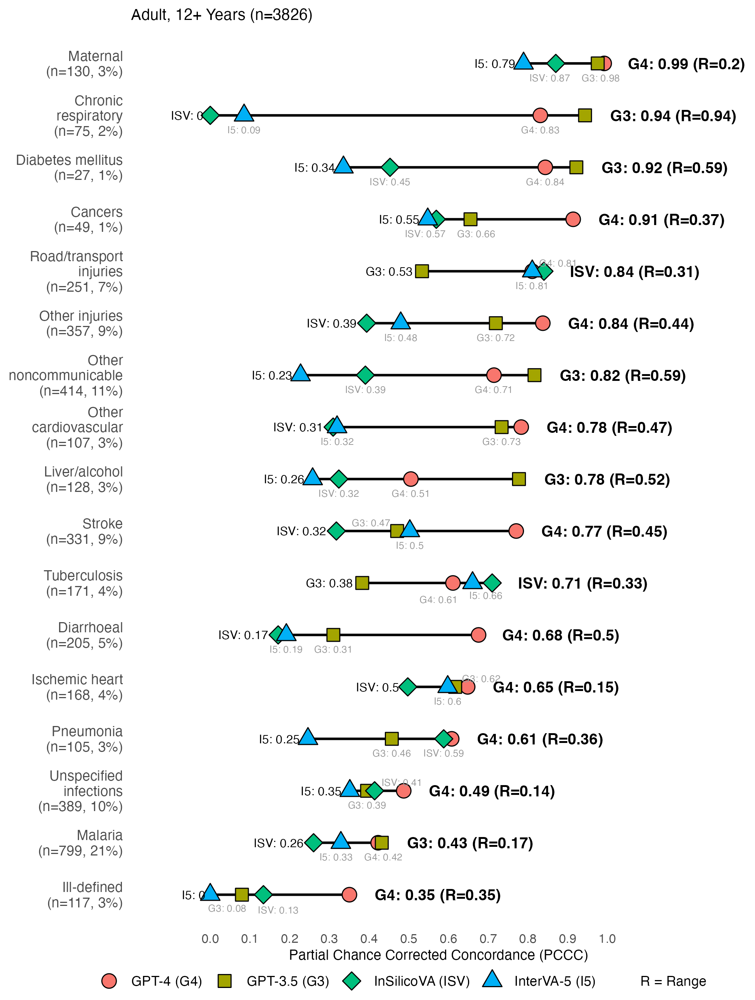 Adult, 12+ Years (n=3826)
Maternal
(n=130, 3%)
I5: 0.79
ISV: 0.87
G3: 0.98
G4: 0.99 (R=0.2)
Chronic
respiratory
(n=75, 2%)
ISV: 0
I5: 0.09
G4: 0.83
G3: 0.94 (R=0.94)
Diabetes mellitus
(n=27, 1%)
I5: 0.34
ISV: 0.45
G4: 0.84
G3: 0.92 (R=0.59)
Cancers
(n=49, 1%)
I5: 0.55
ISV: 0.57
G3: 0.66
G4: 0.91 (R=0.37)
Road/transport
injuries
(n=251, 7%)
G3: 0.53
G4: 0.81
I5: 0.81
ISV: 0.84 (R=0.31)
Other injuries
(n=357, 9%)
ISV: 0.39
I5: 0.48
G3: 0.72
G4: 0.84 (R=0.44)
Other
noncommunicable
(n=414, 11%)
I5: 0.23
ISV: 0.39
G4: 0.71
G3: 0.82 (R=0.59)
Other
cardiovascular
(n=107, 3%)
ISV: 0.31
I5: 0.32
G3: 0.73
G4: 0.78 (R=0.47)
Liver/alcohol
(n=128, 3%)
I5: 0.26
ISV: 0.32
G4: 0.51
G3: 0.78 (R=0.52)
Stroke
(n=331, 9%)
ISV: 0.32
G3: 0.47
I5: 0.5
G4: 0.77 (R=0.45)
Tuberculosis
(n=171, 4%)
G3: 0.38
G4: 0.61
I5: 0.66
ISV: 0.71 (R=0.33)
Diarrhoeal
(n=205, 5%)
ISV: 0.17
I5: 0.19
G3: 0.31
G4: 0.68 (R=0.5)
Ischemic heart
(n=168, 4%)
ISV: 0.5
I5: 0.6
G3: 0.62
G4: 0.65 (R=0.15)
Pneumonia
(n=105, 3%)
I5: 0.25
G3: 0.46
ISV: 0.59
G4: 0.61 (R=0.36)
Unspecified
infections
(n=389, 10%)
I5: 0.35
G3: 0.39
ISV: 0.41
G4: 0.49 (R=0.14)
Malaria
(n=799, 21%)
ISV: 0.26
I5: 0.33
G4: 0.42
G3: 0.43 (R=0.17)
Ill-defined
(n=117, 3%)
I5: 0
G3: 0.08
ISV: 0.13
G4: 0.35 (R=0.35)
0.0 0.1 0.2 0.3 0.4 0.5 0.6 0.7 0.8 0.9 1.0
Partial Chance Corrected Concordance (PCCC)
GPT-4 (G4) GPT-3.5 (G3) InSilicoVA (ISV) InterVA-5 (I5) R = Range